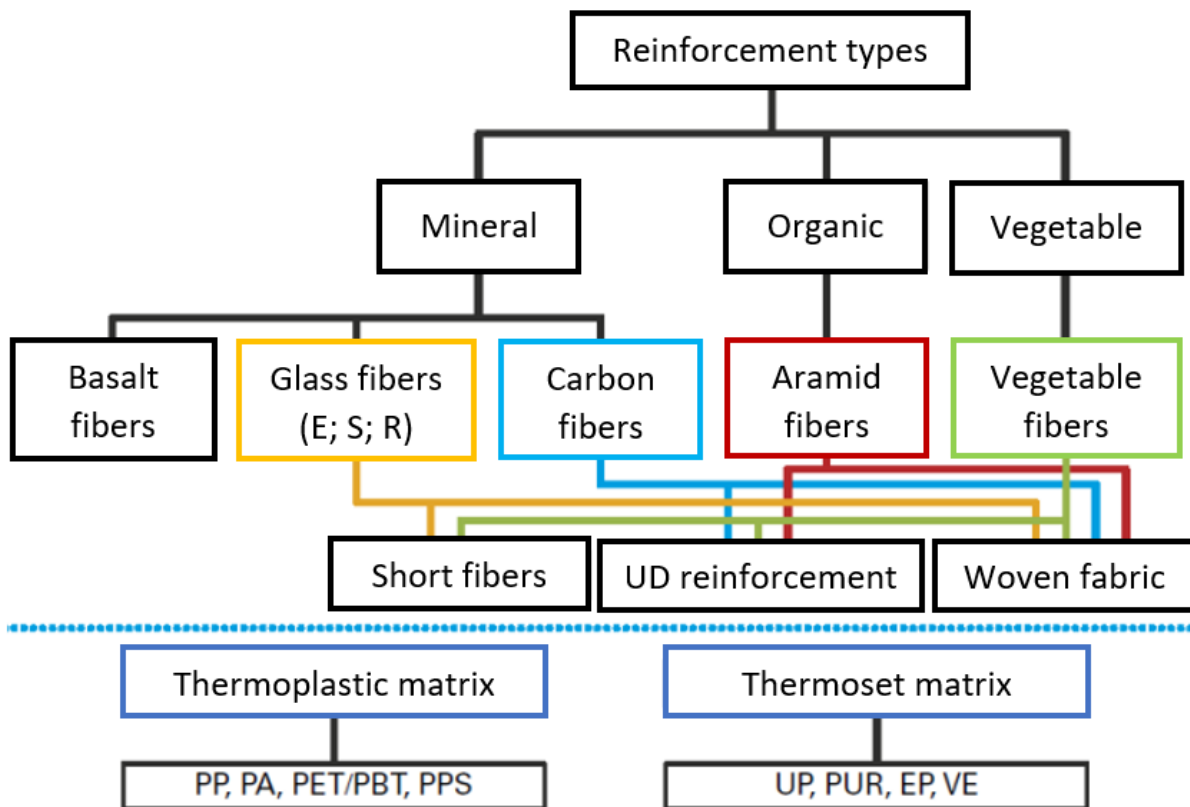 Reinforcement types
Mineral
Organic
Vegetable
Basalt
fibers
Glass fibers
(E; S; R)
Carbon
fibers
Aramid
fibers
Vegetable
fibers
Short fibers
UD reinforcement
Woven fabric
Thermoplastic matrix
Thermoset matrix
PP, PA, PET/PBT, PPS
UP, PUR, EP, VE